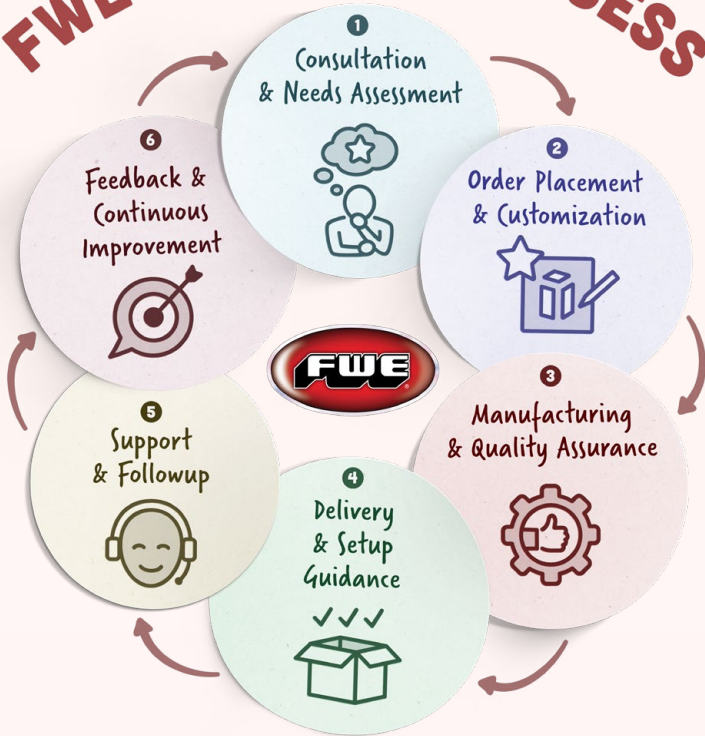 FWE
1
Consultation
& Needs Assessment
2
Order Placement
& Customization
3
Manufacturing
& Quality Assurance
4
Delivery
& Setup
Guidance
5
Support
& Followup
6
Feedback &
Continuous
Improvement
FWE